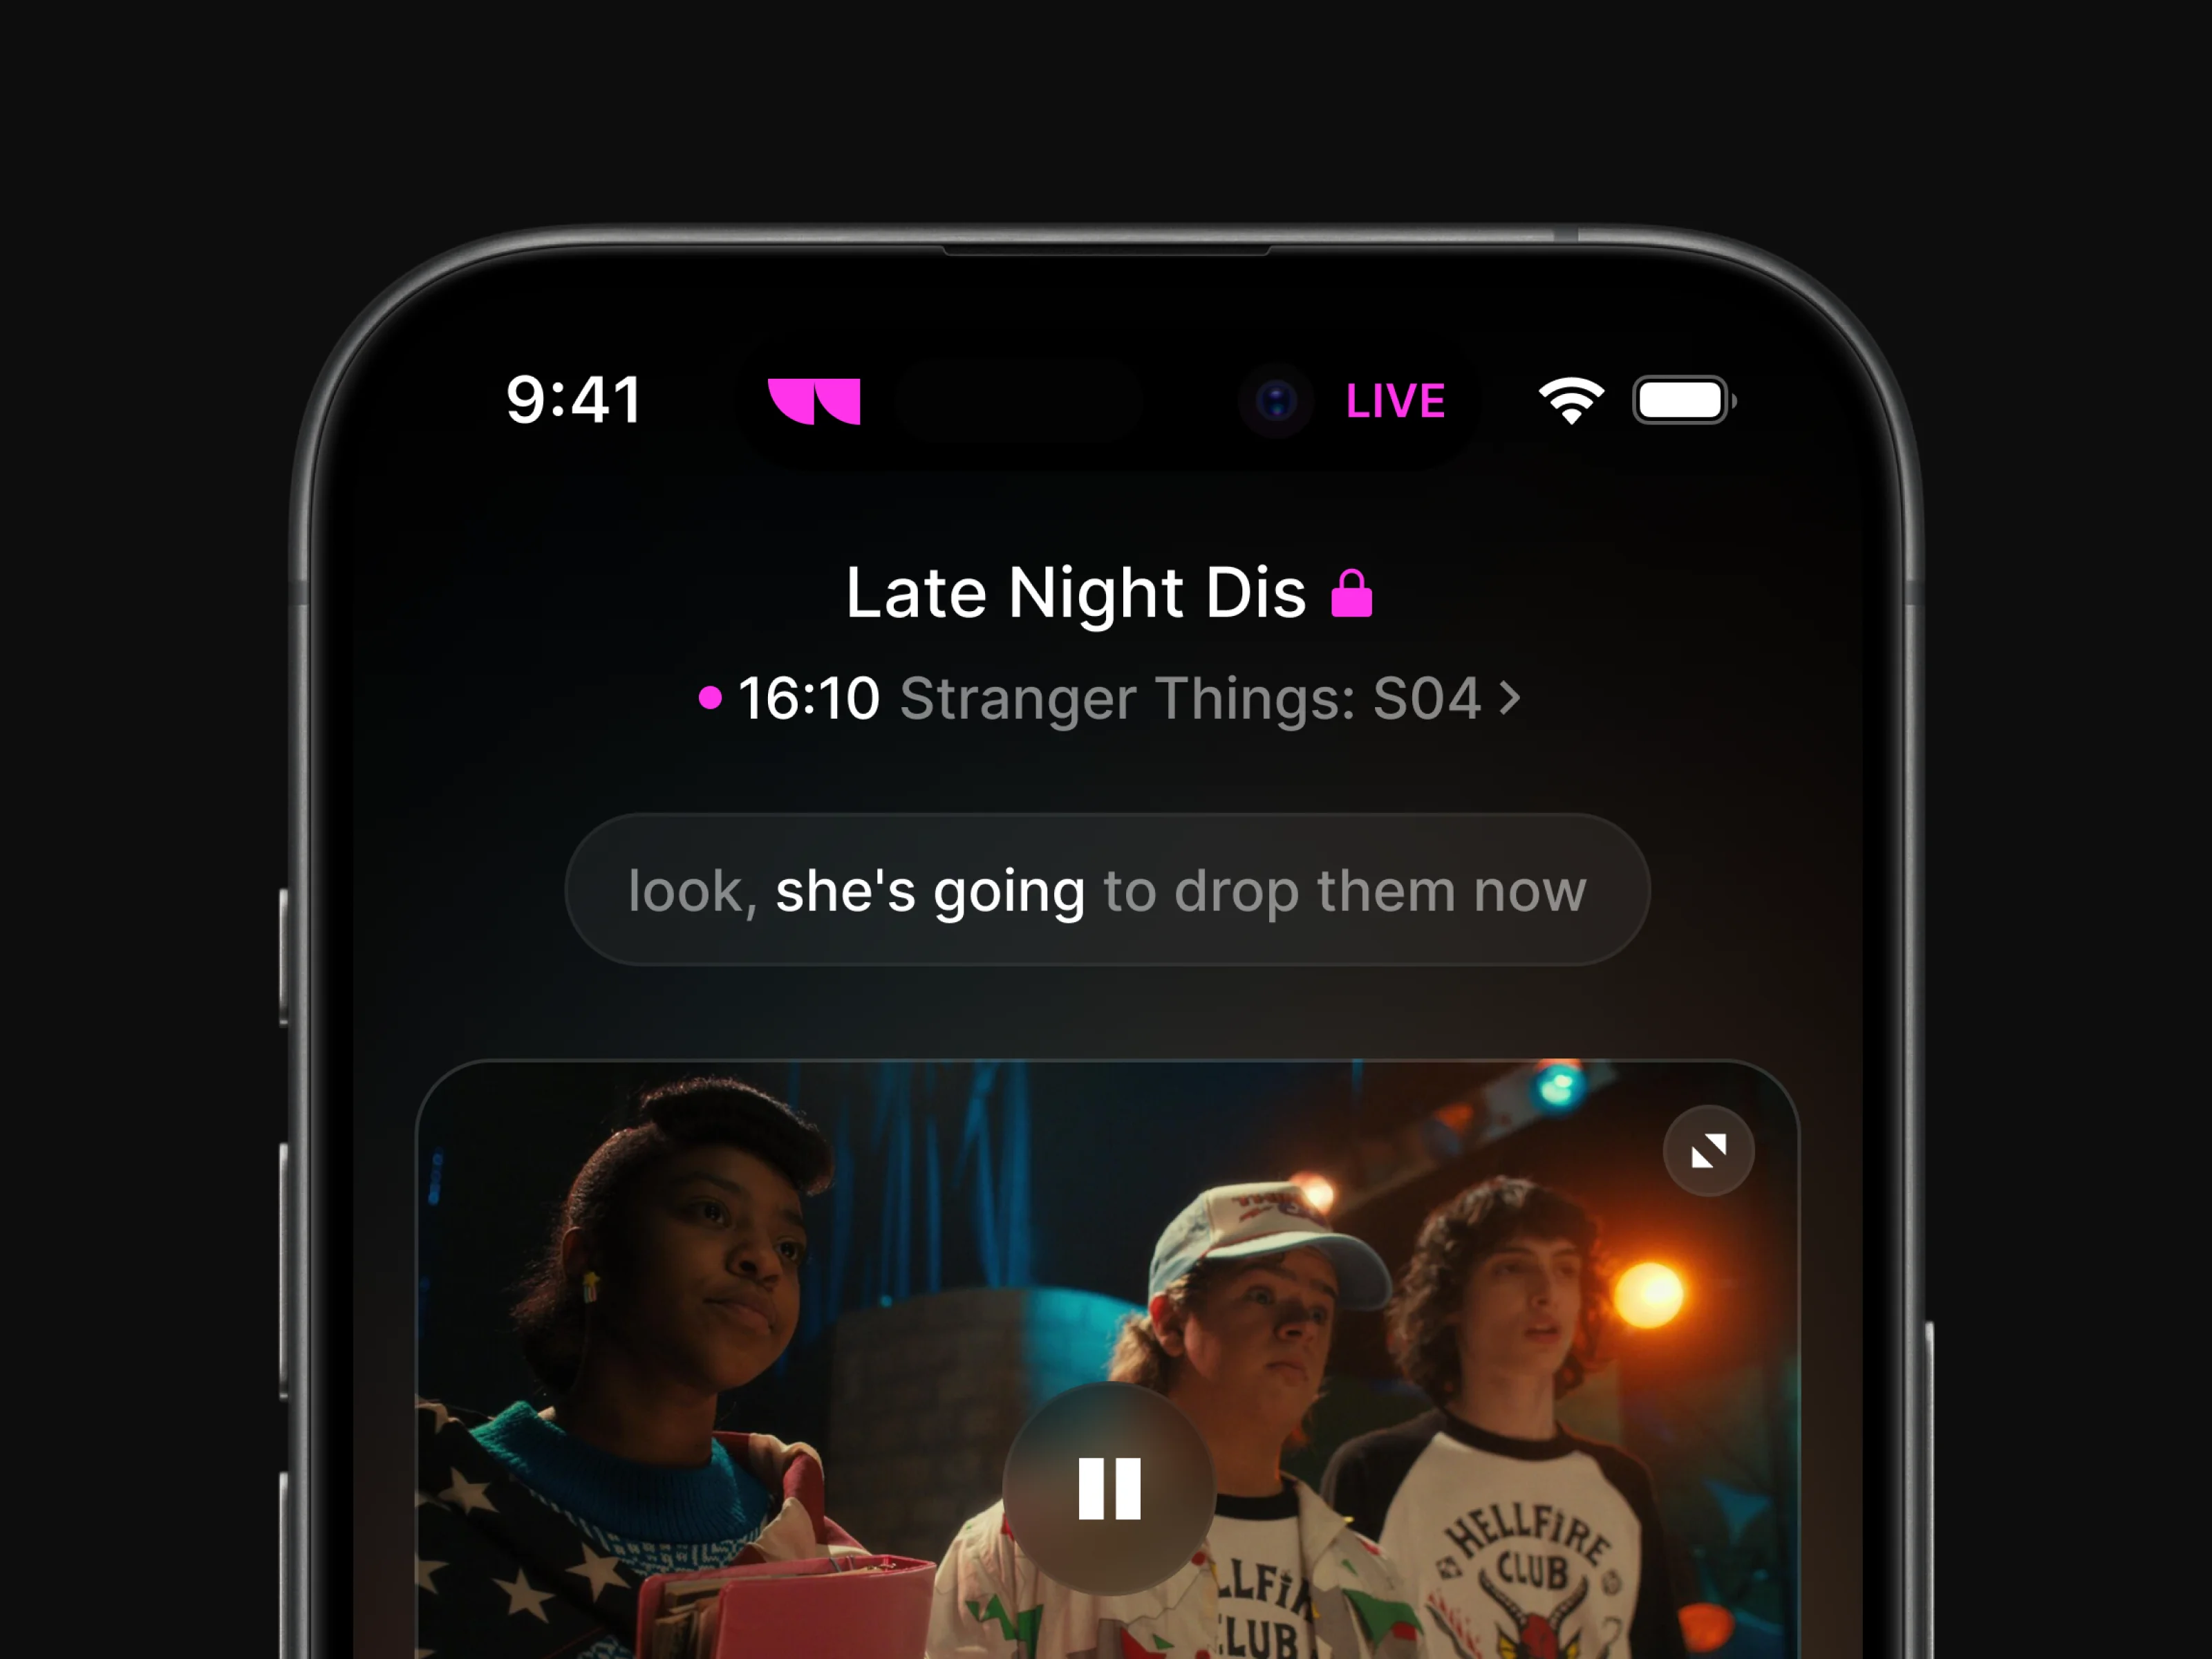 9:41
LIVE
Late Night Dis
16:10 Stranger Things: S04
look, she's going to drop them now
HELLFIRE
CLUB
LLFI
LUB